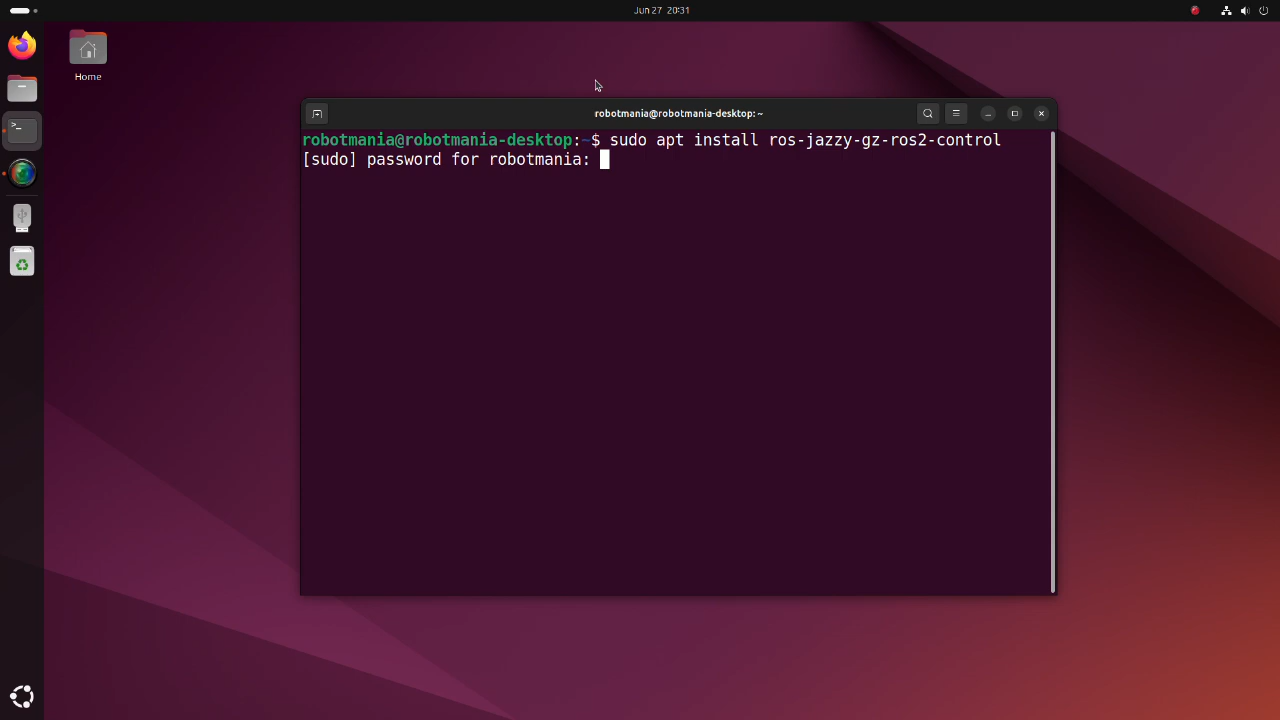 Jun 27 20:31
Home
robotmania@robotmania-desktop: ~
robotmania@robotmania-desktop:~$ sudo apt install ros-jazzy-gz-ros2-control
[sudo] password for robotmania: